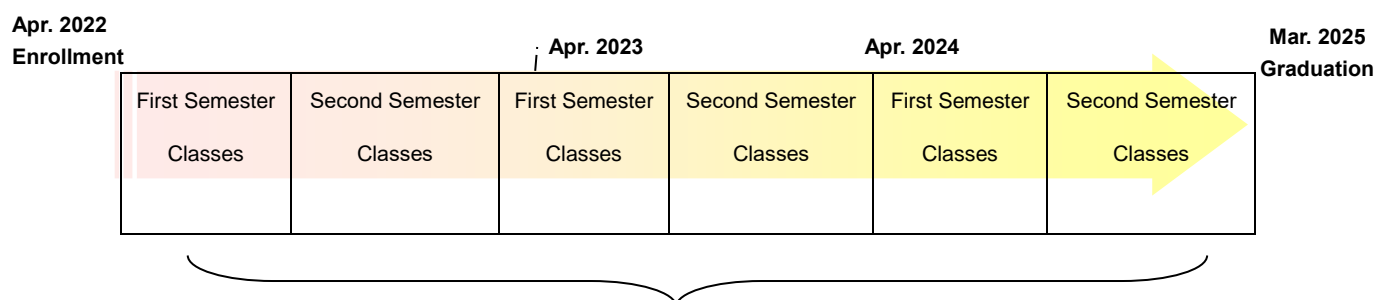 Apr. 2022
Enrollment
Apr. 2023
Apr. 2024
Mar. 2025
Graduation
First Semester
Classes
Second Semester
Classes
First Semester
Classes
Second Semester
Classes
First Semester
Classes
Second Semester
Classes